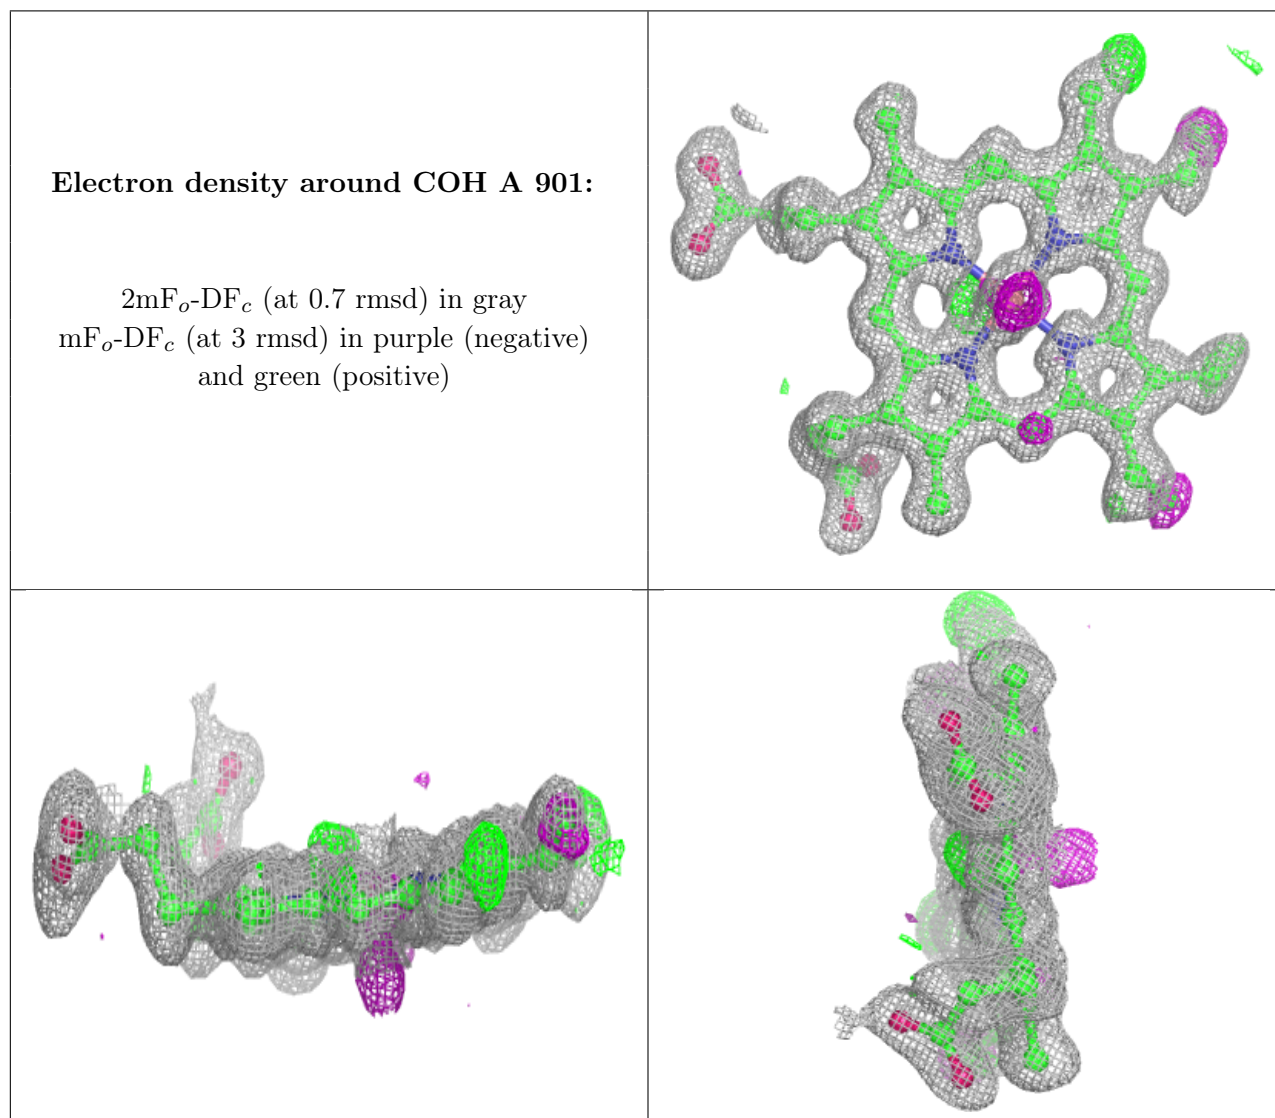 Electron density around COH A 901:
2mFo-DFc (at 0.7 rmsd) in gray
mFo-DFc (at 3 rmsd) in purple (negative)
and green (positive)